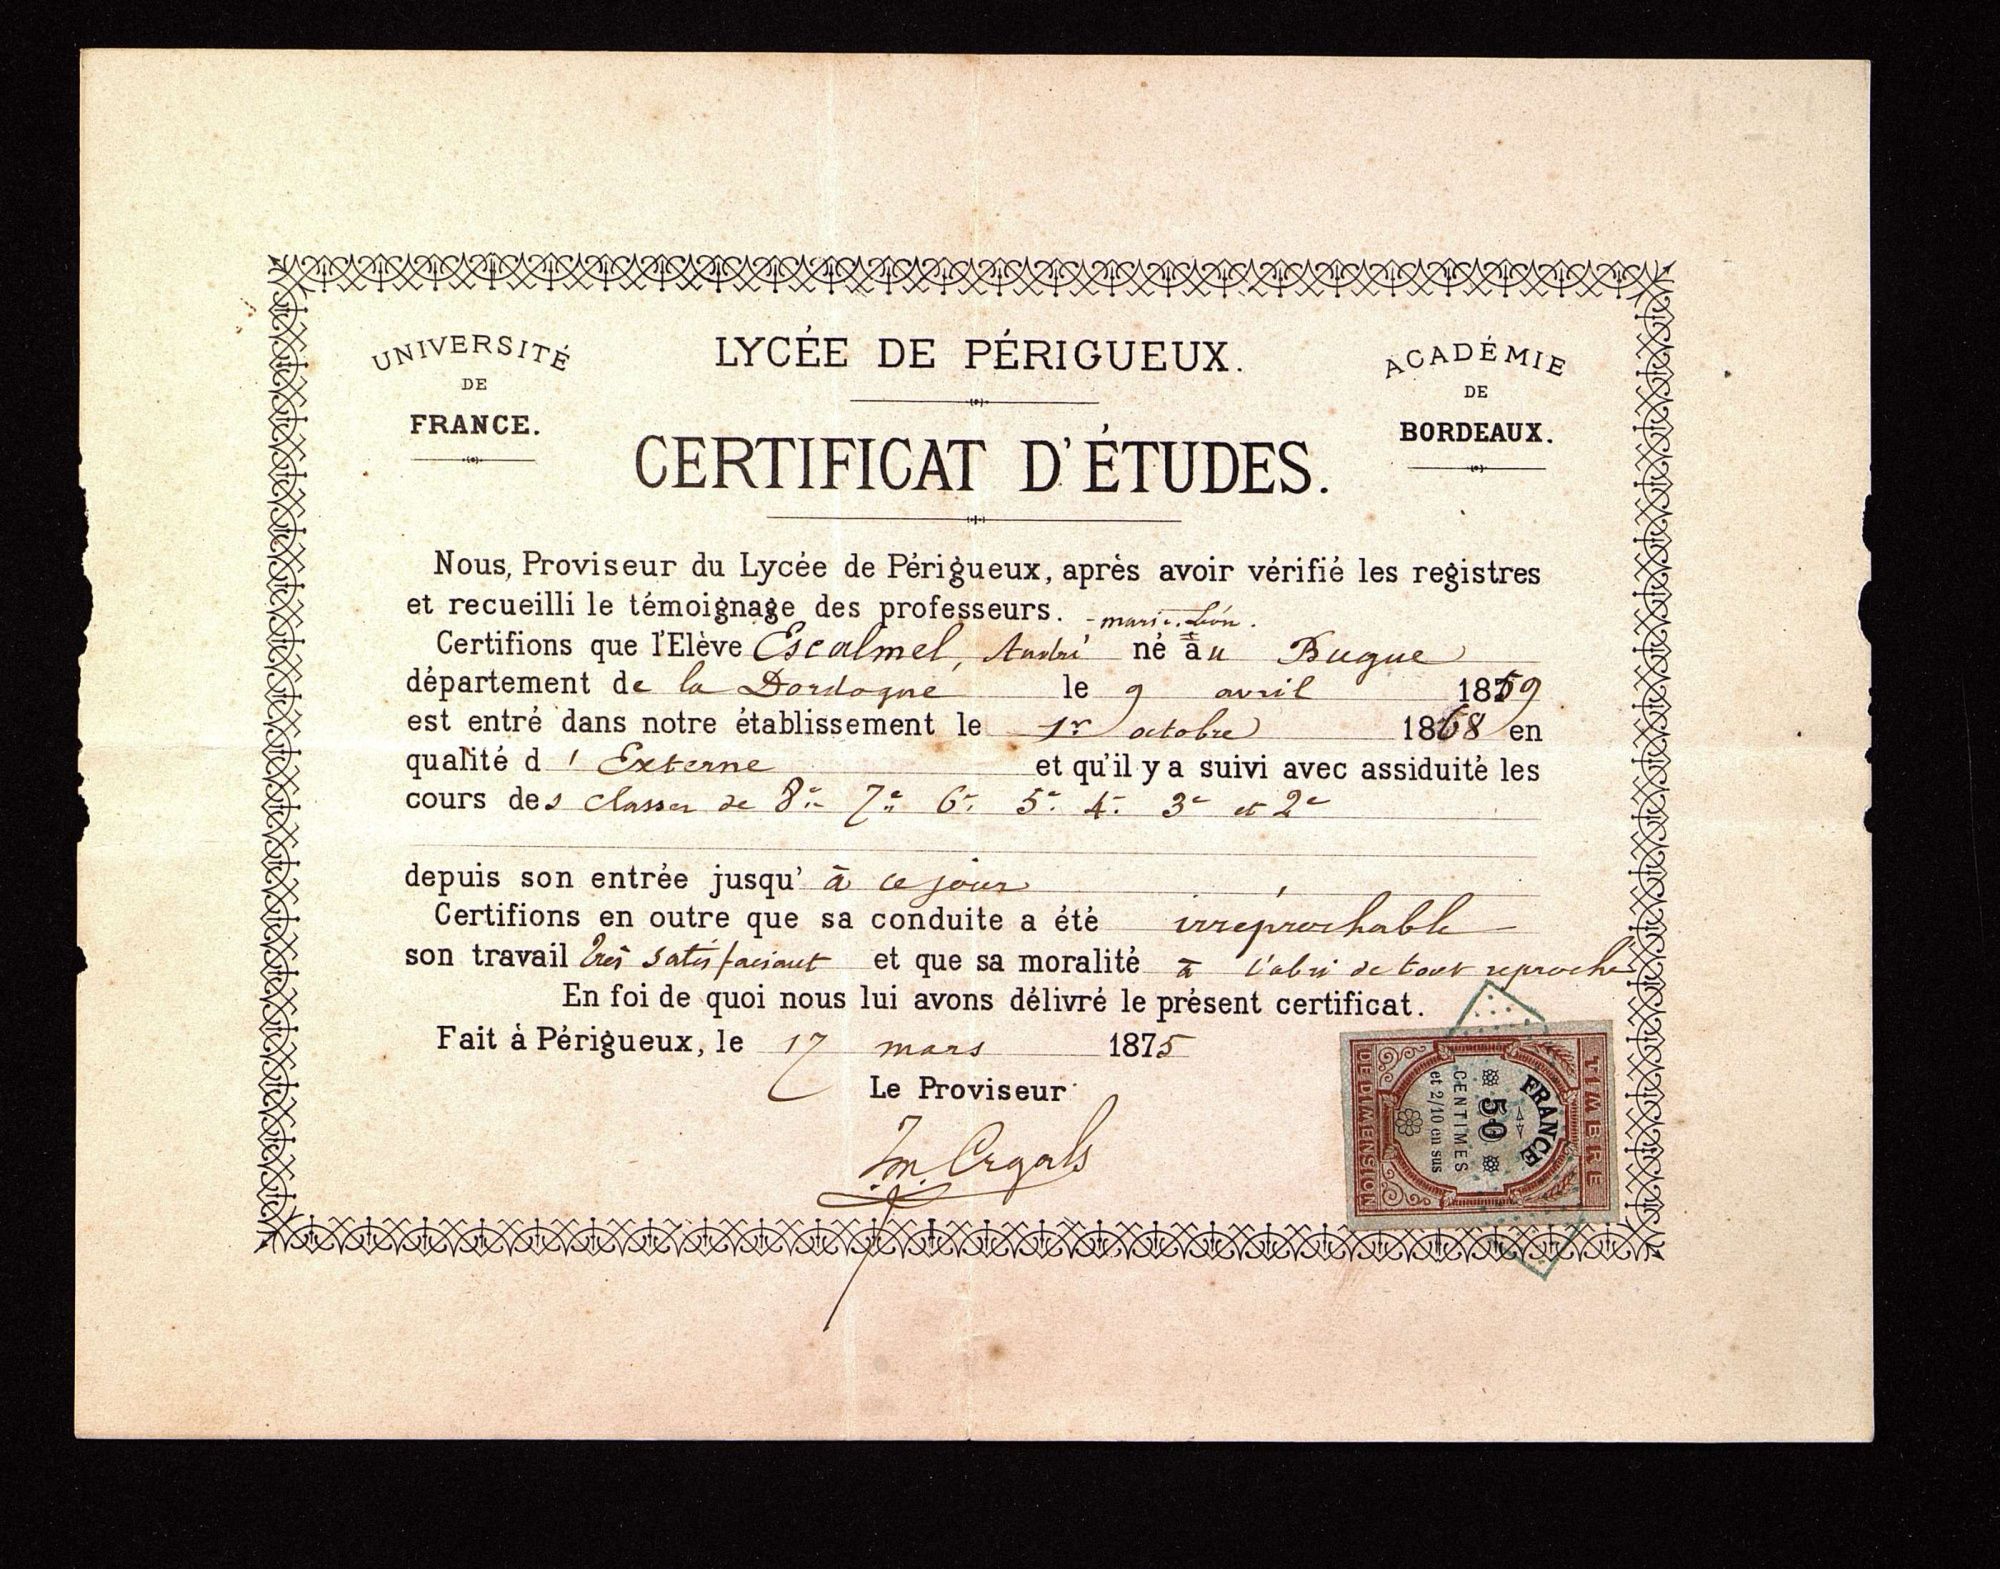 UNIVERSITÉ
DE
FRANCE.
LYCÉE DE PÉRIGUEUX.
ACADÉMIE
DE
BORDEAUX.
CERTIFICAT D'ÉTUDES.
Nous, Proviseur du Lycée de Périgueux, après avoir vérifié les registres
et recueilli le témoignage des professeurs.
- marie. Léon.
Certifions que l'Elève Escalmel, André né au Bugue
département de la Dordogne le 9 avril 1859
est entré dans notre établissement le 1er octobre 1868 en
qualité d' Externe et qu'il y a suivi avec assiduité les
cours des classes de 8e 7e 6e 5e 4e 3e et 2e
depuis son entrée jusqu' à ce jour
Certifions en outre que sa conduite a été irréprochable
son travail très satisfaisant et que sa moralité à l'abri de tout reproche
En foi de quoi nous lui avons délivré le présent certificat.
Fait à Périgueux, le 17 mars 1875
Le Proviseur
TIMBRE
FRANCE
50
CENTIMES
et 2/10 en sus
DE DIMENSION